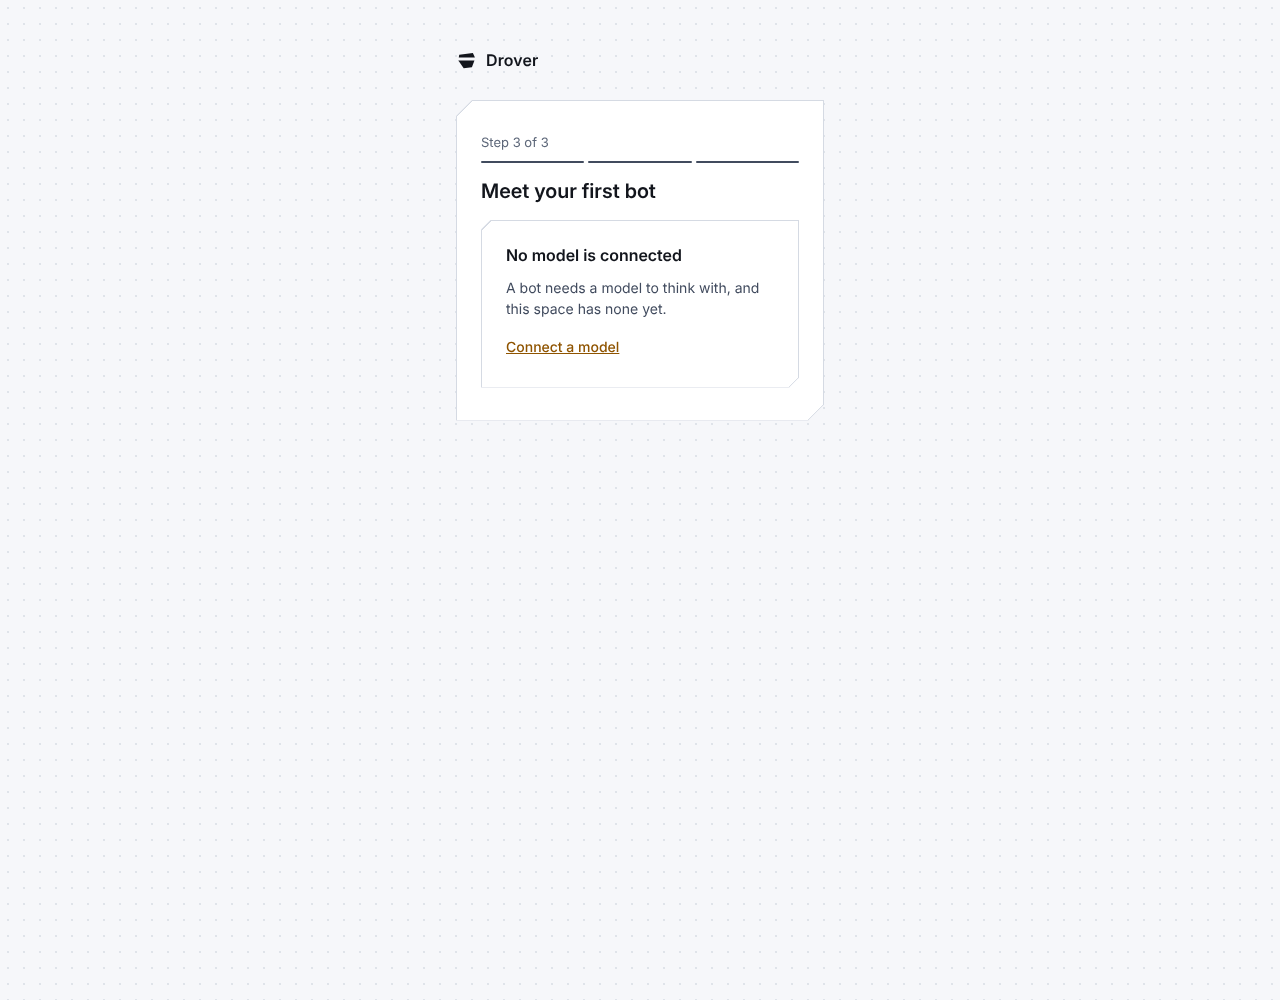 Drover
Step 3 of 3
Meet your first bot
No model is connected
A bot needs a model to think with, and
this space has none yet.
Connect a model